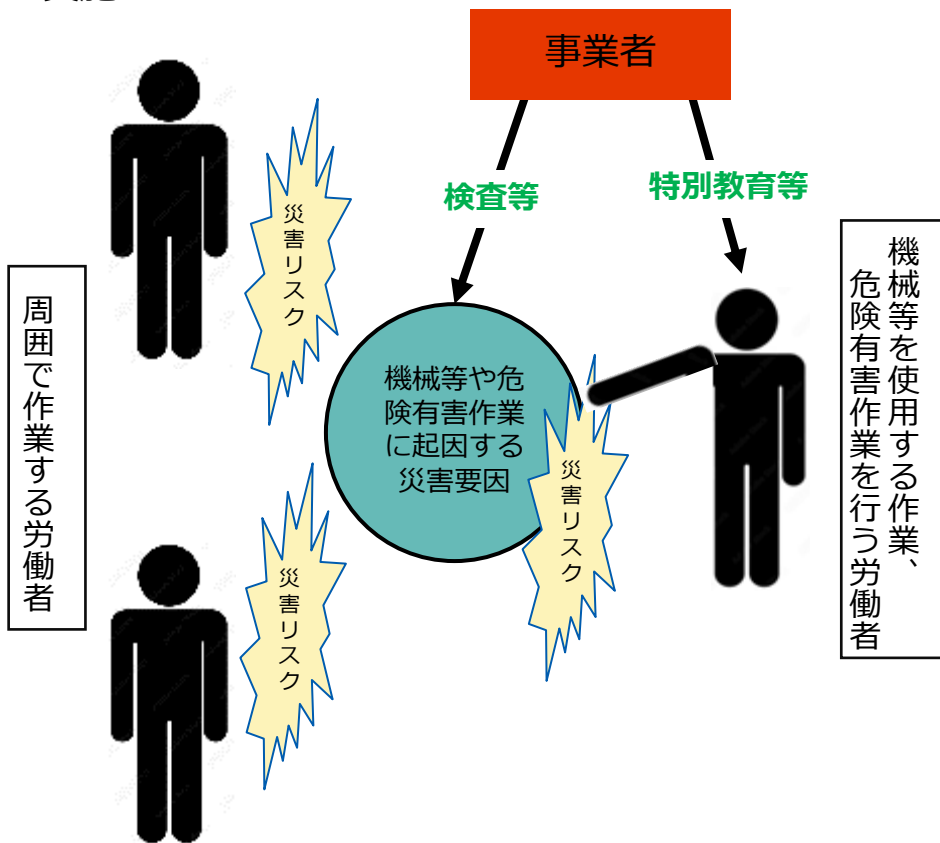 事業者
検査等
特別教育等
災害リスク
機械等を使用する作業、
危険有害作業を行う労働者
周囲で作業する労働者
機械等や危
険有害作業
に起因する
災害要因
災害リスク
災害リスク